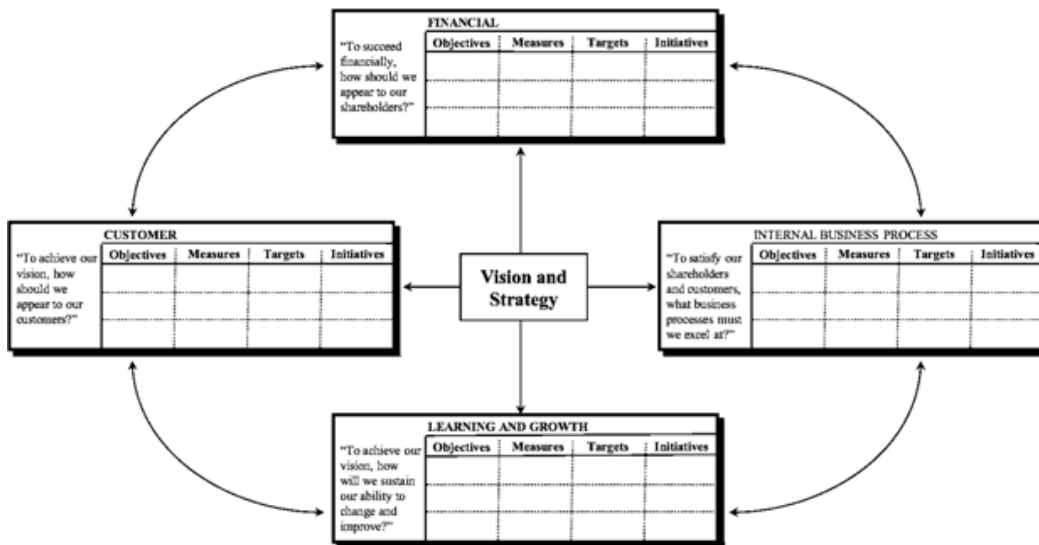 FINANCIAL
"To succeed
financially,
how should we
appear to our
shareholders?"
Objectives Measures Targets Initiatives
CUSTOMER
"To achieve our
vision, how
should we
appear to our
customers?"
Objectives Measures Targets Initiatives
Vision and
Strategy
INTERNAL BUSINESS PROCESS
"To satisfy our
shareholders
and customers,
what business
processes must
we excel at?"
Objectives Measures Targets Initiatives
LEARNING AND GROWTH
"To achieve our
vision, how
will we sustain
our ability to
change and
improve?"
Objectives Measures Targets Initiatives